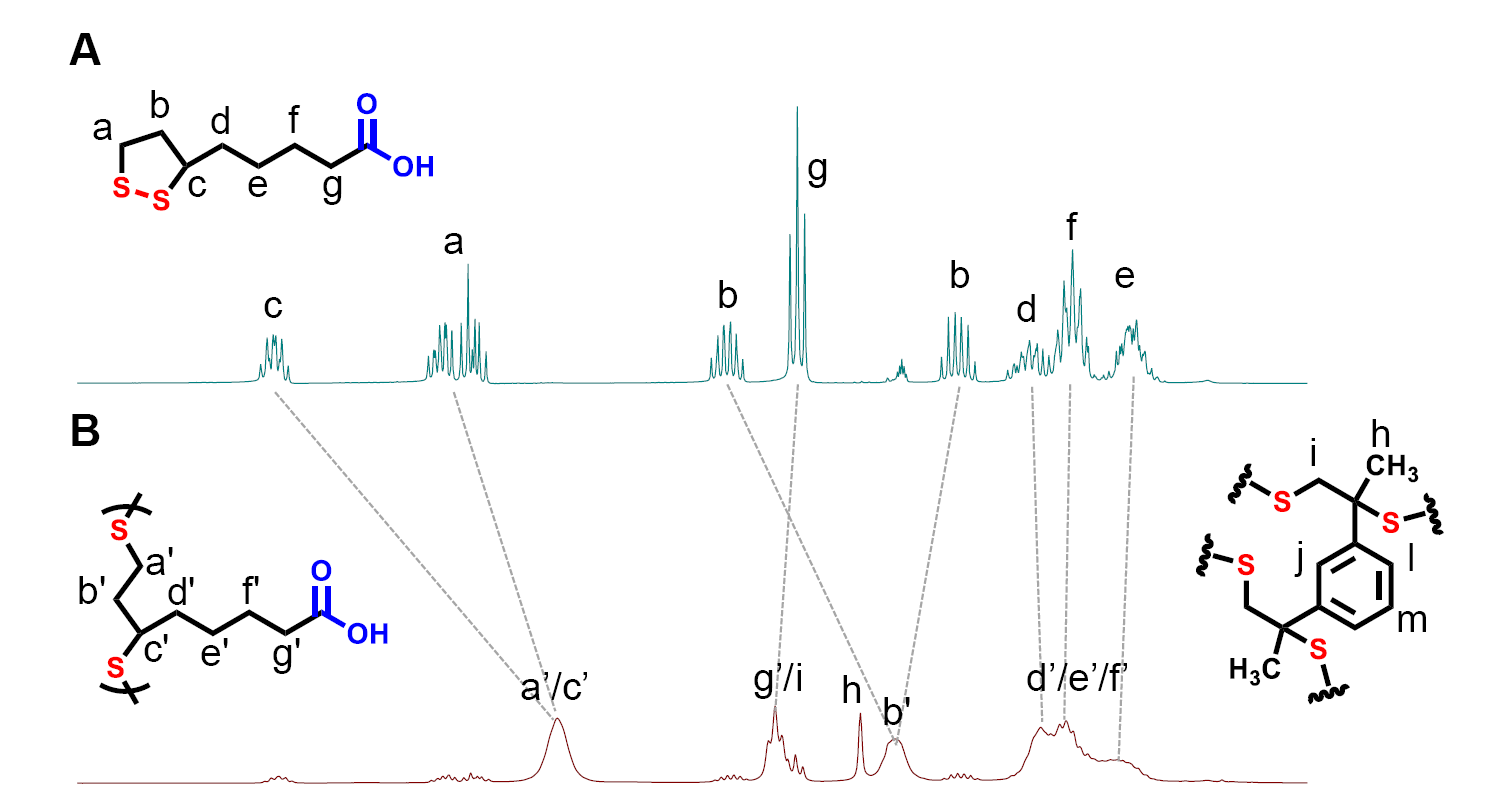 A
a
b
c
d
e
f
g
O
OH
S
S
c
a
b
g
b
d
f
e
B
S
a'
b'
c'
d'
e'
f'
g'
O
OH
S
i
h
CH3
S
S
S
j
l
m
H3C
S
a’/c’
g’/i
h
b'
d’/e’/f’